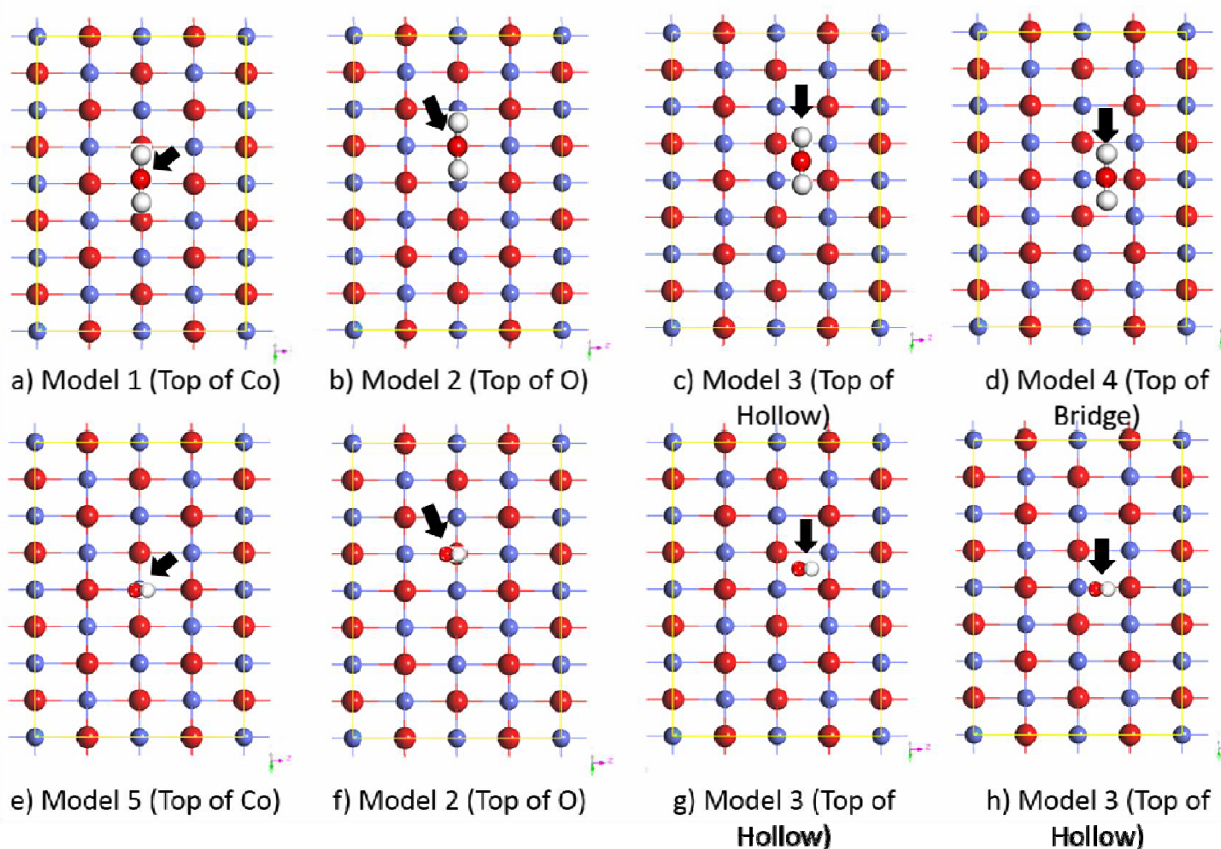 a) Model 1 (Top of Co)
b) Model 2 (Top of O)
c) Model 3 (Top of
Hollow)
d) Model 4 (Top of
Bridge)
e) Model 5 (Top of Co)
f) Model 2 (Top of O)
g) Model 3 (Top of
Hollow)
h) Model 3 (Top of
Hollow)